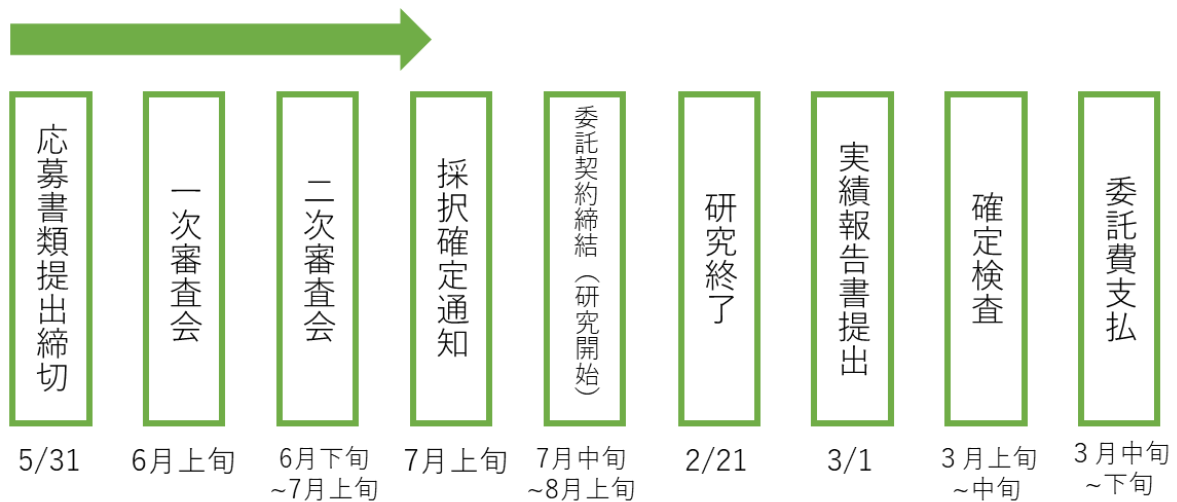 応募書類提出締切
一次審査会
二次審査会
採択確定通知
委託契約締結（研究開始）
研究終了
実績報告書提出
確定検査
委託費支払
5/31
6月上旬
6月下旬
~7月上旬
7月上旬
7月中旬
~8月上旬
2/21
3/1
3月上旬
~中旬
3月中旬
~下旬